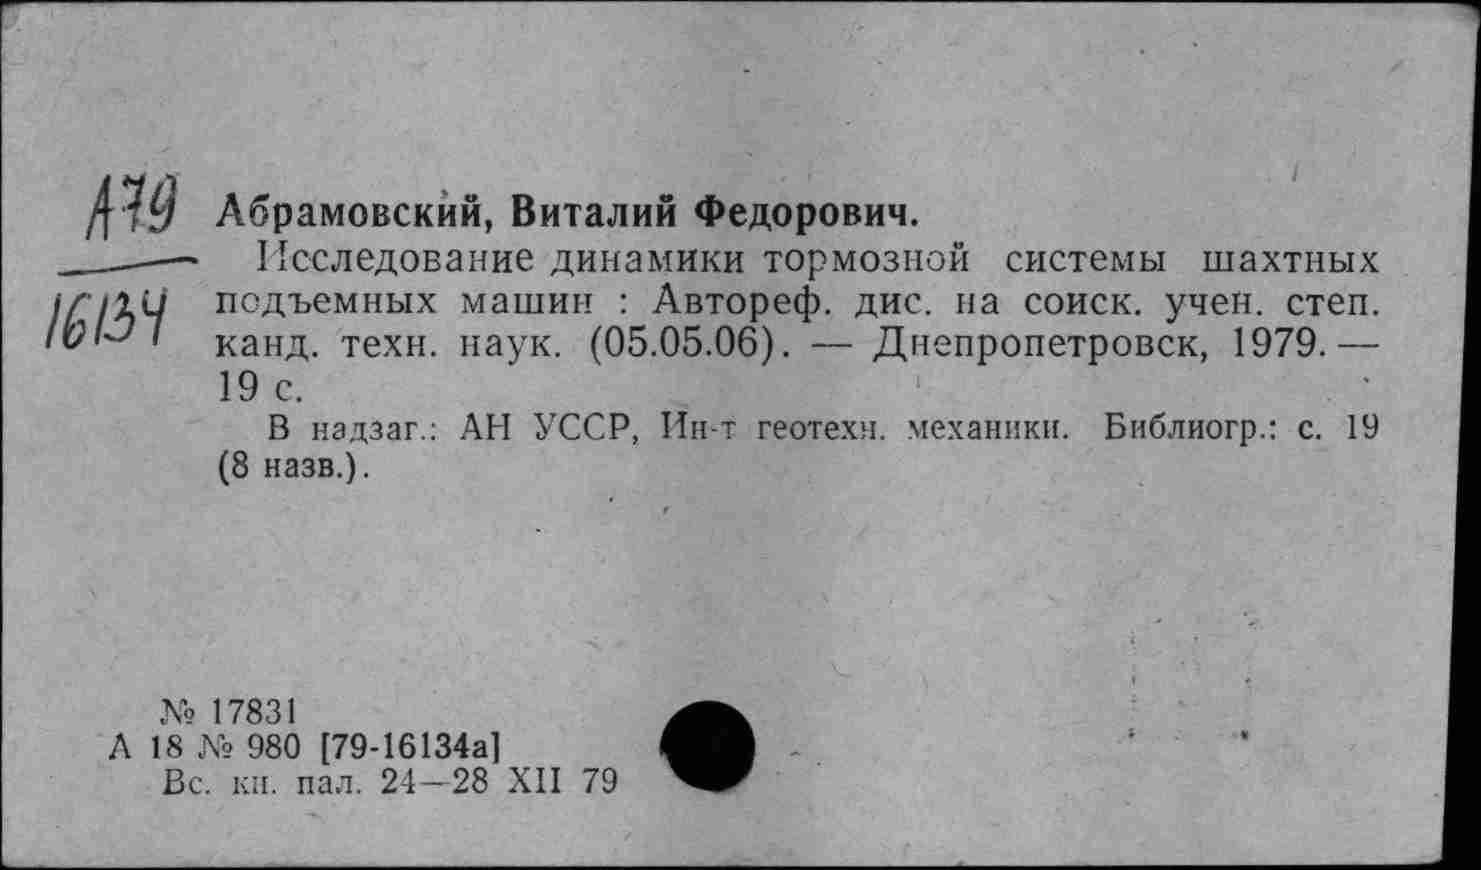 А79
16134
Абрамовский, Виталий Федорович.
Исследование динамики тормозной системы шахтных
подъемных машин : Автореф. дис. на соиск. учен. степ.
канд. техн. наук. (05.05.06). — Днепропетровск, 1979. —
19 с.
В надзаг.: АН УССР, Ин-т геотехн. механики. Библиогр.: с. 19
(8 назв.).
№ 17831
А 18 № 980 [79-16134а]
Вс. кн. пал. 24—28 XII 79